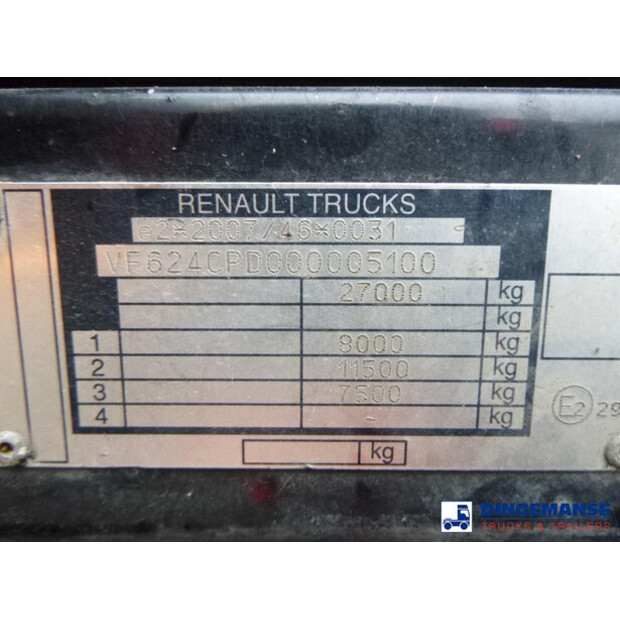 RENAULT TRUCKS
e2*2007/46*0031
VF624CPD000005100
27000 kg
kg
1 8000 kg
2 11500 kg
3 7500 kg
4 - kg
kg
E2 29
DINGEMANSE
TRUCKS & TRAILERS